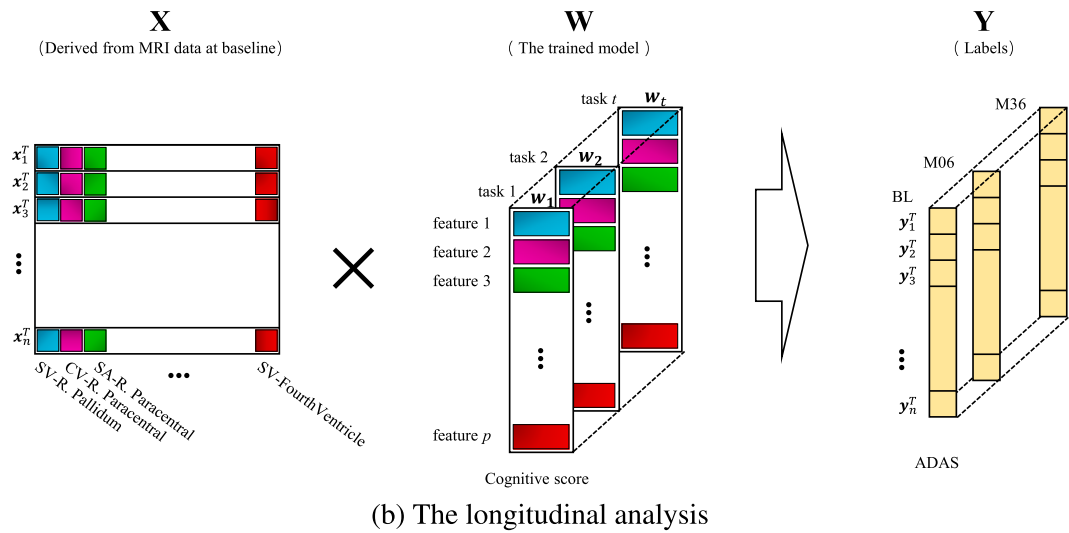 X
(Derived from MRI data at baseline)
W
( The trained model )
Y
( Labels)
task t
w_t
task 2
w_2
task 1
w_1
feature 1
feature 2
feature 3
feature p
Cognitive score
x_1^T
x_2^T
x_3^T
x_n^T
SV-R. Pallidum
CV-R. Paracentral
SA-R. Paracentral
SV-FourthVentricle
M36
M06
BL
y_1^T
y_2^T
y_3^T
y_n^T
ADAS
(b) The longitudinal analysis